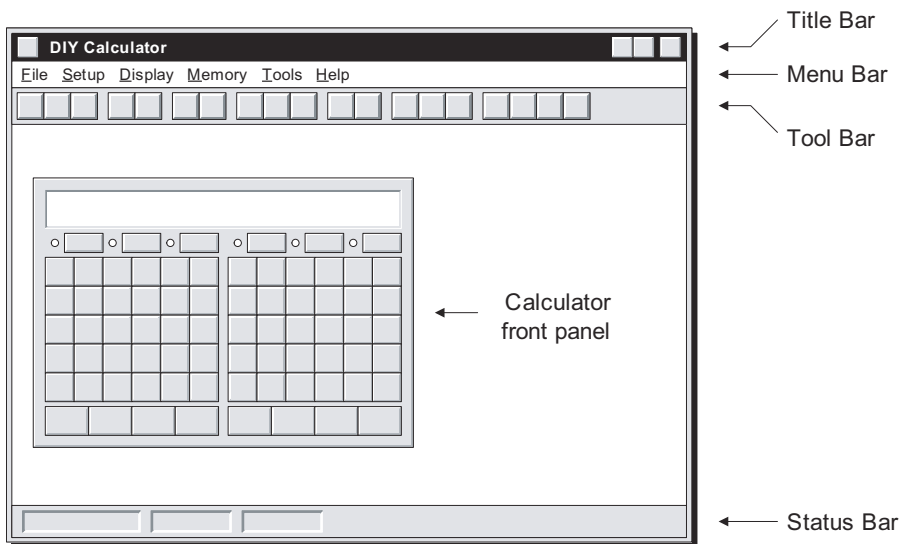 Title Bar
DIY Calculator
File Setup Display Memory Tools Help
Menu Bar
Tool Bar
Calculator
front panel
Status Bar